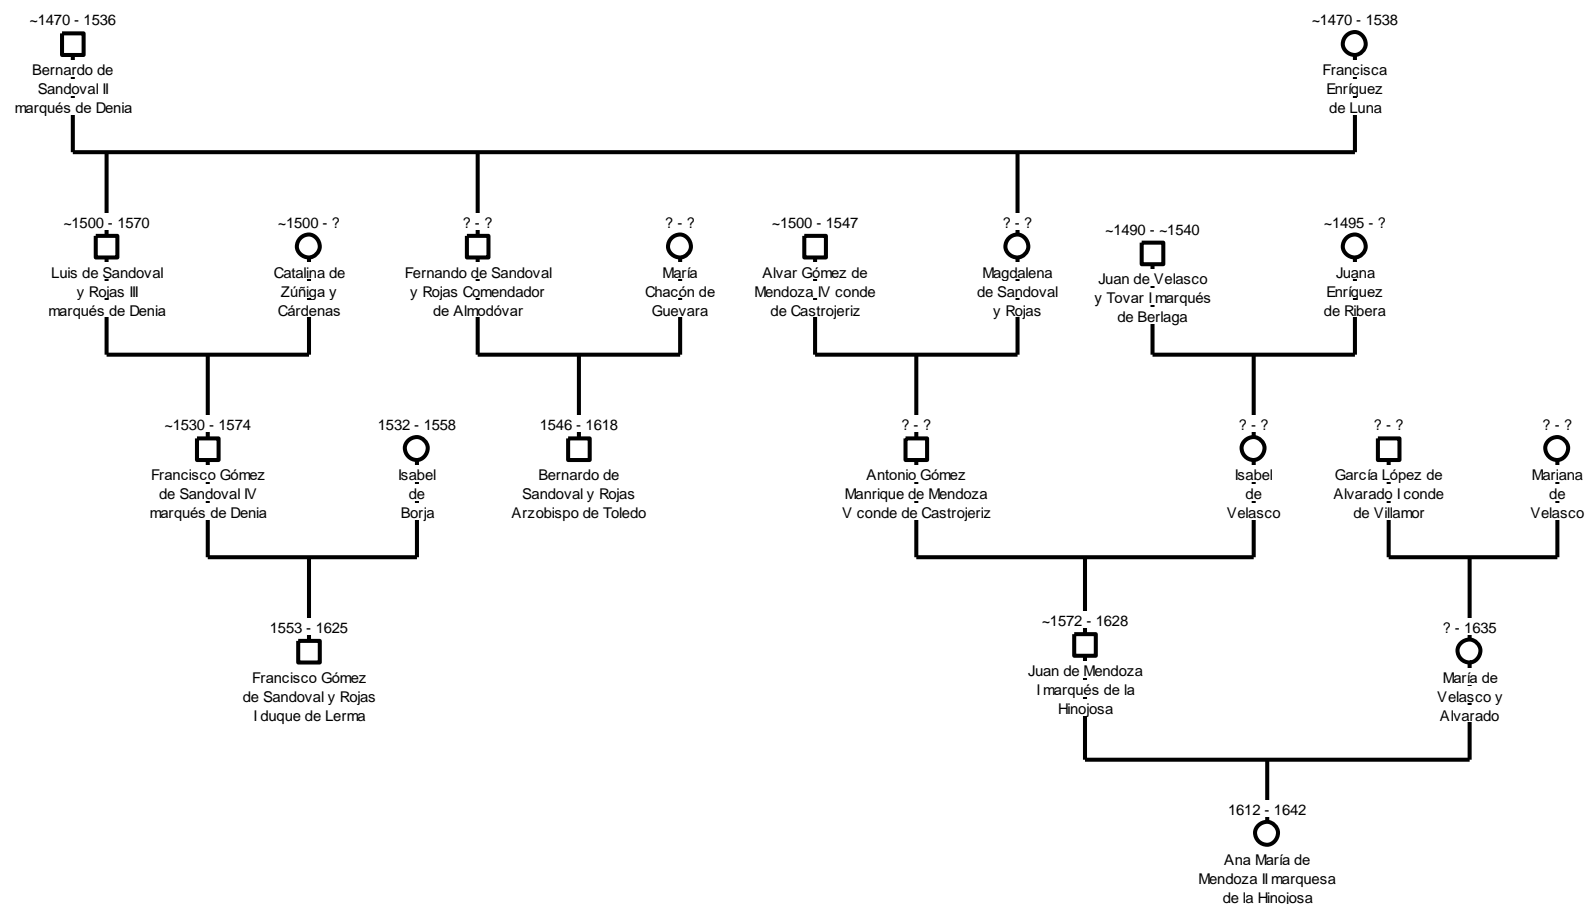 ~1470 - 1536
Bernardo de
Sandoval II
marqués de Denia
~1470 - 1538
Francisca
Enríquez
de Luna
~1500 - 1570
Luis de Sandoval
y Rojas III
marqués de Denia
~1500 - ?
Catalina de
Zúñiga y
Cárdenas
? - ?
Fernando de Sandoval
y Rojas Comendador
de Almodóvar
? - ?
María
Chacón de
Guevara
~1500 - 1547
Alvar Gómez de
Mendoza IV conde
de Castrojeriz
? - ?
Magdalena
de Sandoval
y Rojas
~1490 - ~1540
Juan de Velasco
y Tovar I marqués
de Berlaga
~1495 - ?
Juana
Enríquez
de Ribera
~1530 - 1574
Francisco Gómez
de Sandoval IV
marqués de Denia
1532 - 1558
Isabel
de
Borja
1546 - 1618
Bernardo de
Sandoval y Rojas
Arzobispo de Toledo
? - ?
Antonio Gómez
Manrique de Mendoza
V conde de Castrojeriz
? - ?
Isabel
de
Velasco
? - ?
García López de
Alvarado I conde
de Villamor
? - ?
Mariana
de
Velasco
1553 - 1625
Francisco Gómez
de Sandoval y Rojas
I duque de Lerma
~1572 - 1628
Juan de Mendoza
I marqués de la
Hinojosa
? - 1635
María de
Velasco y
Alvarado
1612 - 1642
Ana María de
Mendoza II marquesa
de la Hinojosa